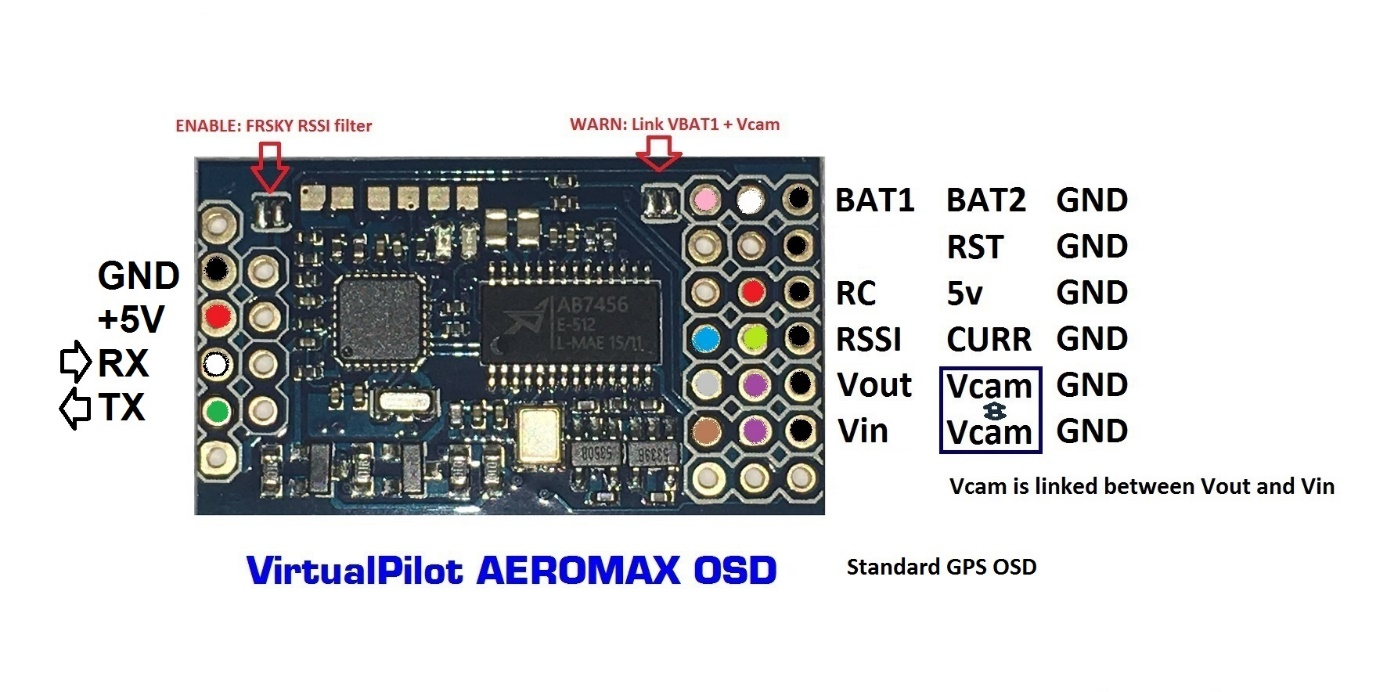 ENABLE: FRSKY RSSI filter
WARN: Link VBAT1 + Vcam
BAT1 BAT2 GND
RST GND
GND
+5V
RX
TX
RC 5v GND
RSSI CURR GND
Vout Vcam GND
Vin Vcam GND
AB7456
E-512
L-MAE 15/11
Vcam is linked between Vout and Vin
VirtualPilot AEROMAX OSD
Standard GPS OSD